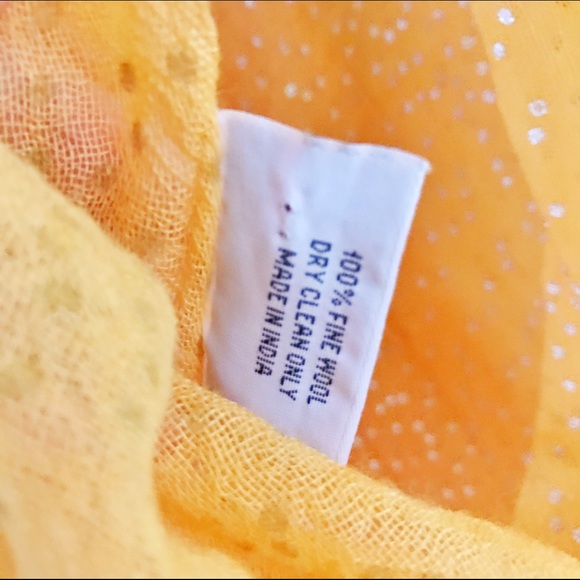 100% FINE WOOL
DRY CLEAN ONLY
MADE IN INDIA